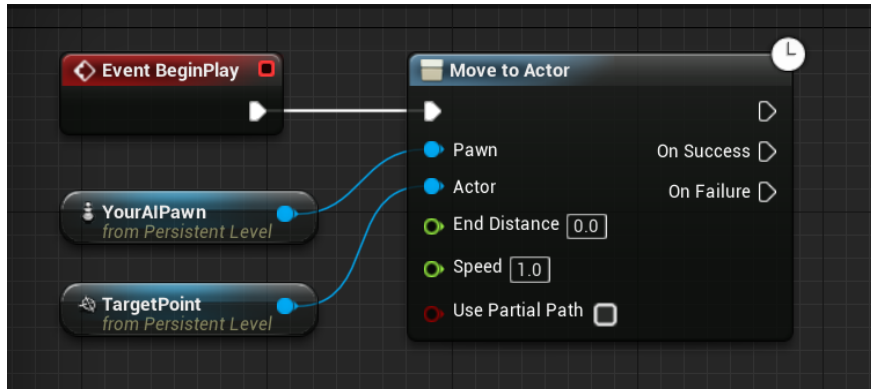 Event BeginPlay
Move to Actor
Pawn
On Success
Actor
On Failure
YourAIPawn
from Persistent Level
End Distance 0.0
Speed 1.0
TargetPoint
from Persistent Level
Use Partial Path